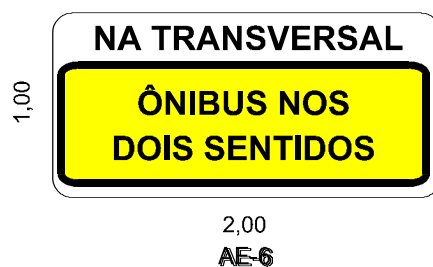 NA TRANSVERSAL
ÔNIBUS NOS
DOIS SENTIDOS
1,00
2,00
AE-6